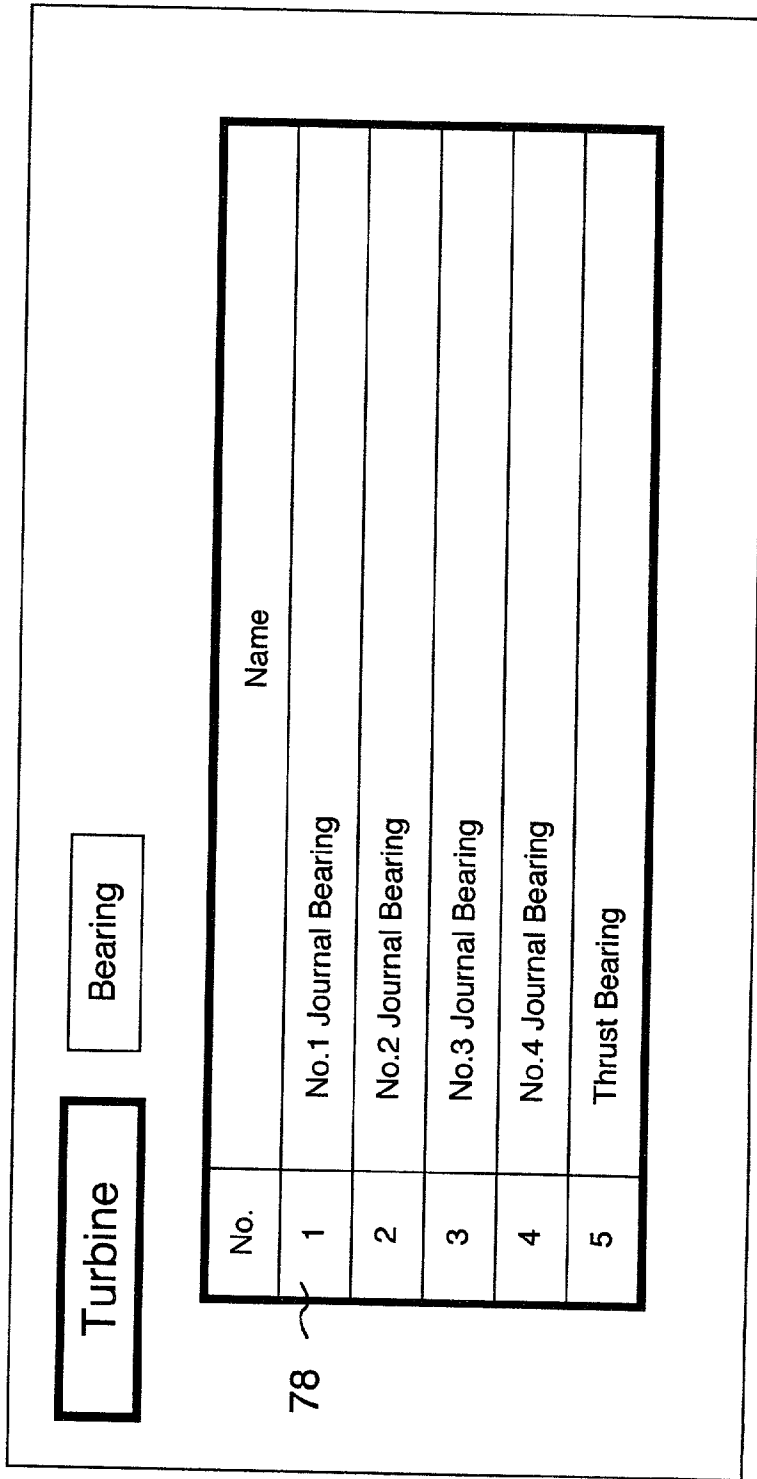 Turbine
Bearing
No. Name
78
1 No.1 Journal Bearing
2 No.2 Journal Bearing
3 No.3 Journal Bearing
4 No.4 Journal Bearing
5 Thrust Bearing